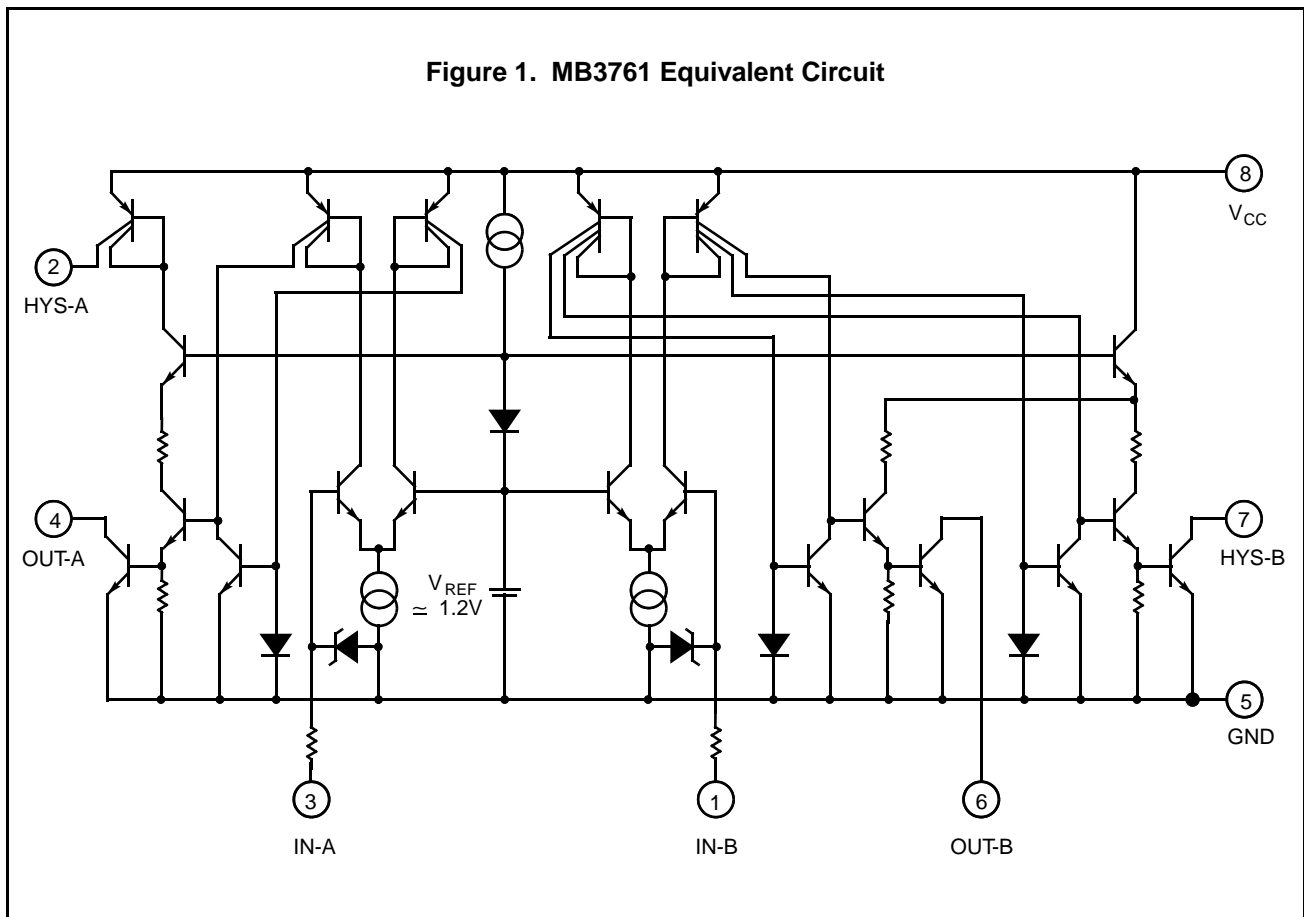 Figure 1. MB3761 Equivalent Circuit
8
VCC
2
HYS-A
4
OUT-A
VREF
≃ 1.2V
7
HYS-B
5
GND
3
IN-A
1
IN-B
6
OUT-B